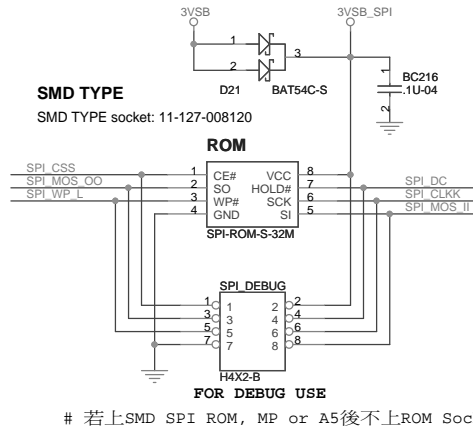 3VSB
3VSB_SPI
1
2
3
D21
BAT54C-S
1
2
BC216
.1U-04
SMD TYPE
SMD TYPE socket: 11-127-008120
ROM
SPI_CSS
SPI_MOS_OO
SPI_WP_L
1 CE# VCC 8
2 SO HOLD# 7
3 WP# SCK 6
4 GND SI 5
SPI_DC
SPI_CLKK
SPI_MOS_II
SPI-ROM-S-32M
SPI_DEBUG
1 1 2 2
3 3 4 4
5 5 6 6
7 7 8 8
H4X2-B
FOR DEBUG USE
# 若上SMD SPI ROM, MP or A5後不上ROM Soc